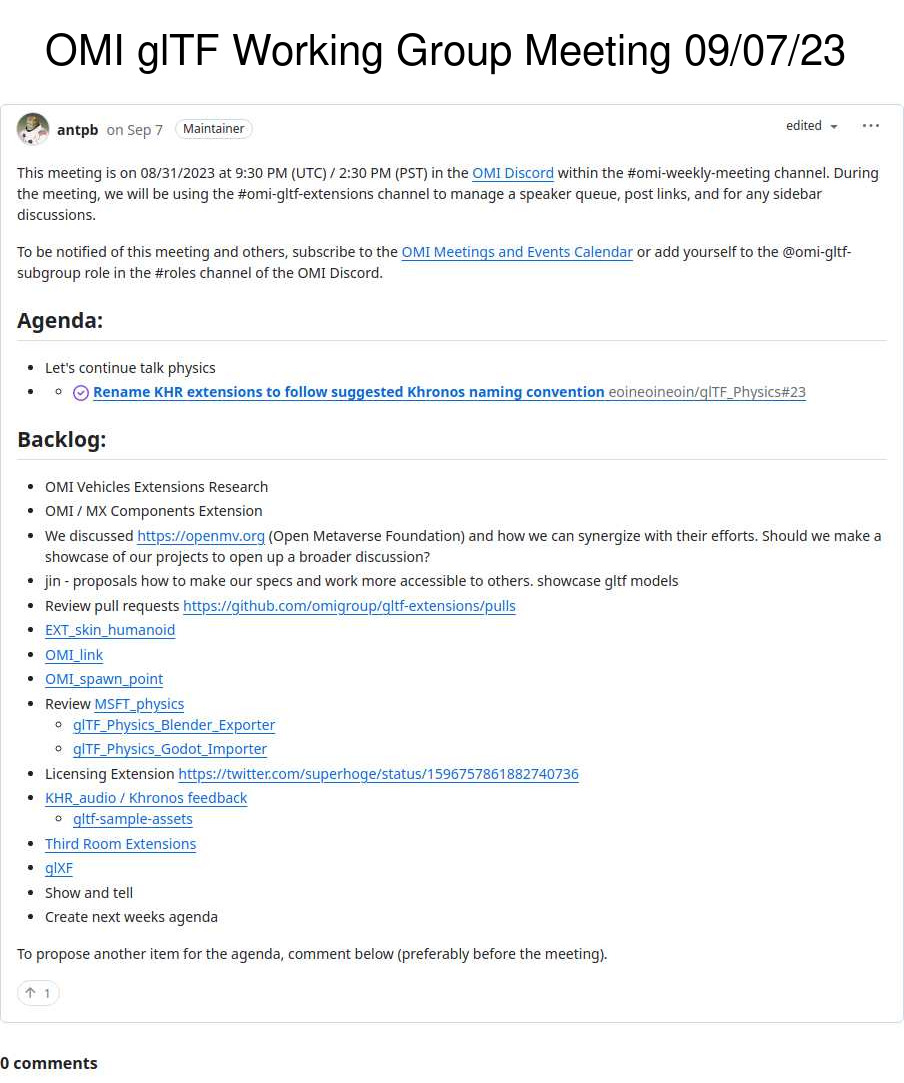 OMI glTF Working Group Meeting 09/07/23
antpb on Sep 7 Maintainer edited
This meeting is on 08/31/2023 at 9:30 PM (UTC) / 2:30 PM (PST) in the OMI Discord within the #omi-weekly-meeting channel. During
the meeting, we will be using the #omi-gltf-extensions channel to manage a speaker queue, post links, and for any sidebar
discussions.
To be notified of this meeting and others, subscribe to the OMI Meetings and Events Calendar or add yourself to the @omi-gltf-
subgroup role in the #roles channel of the OMI Discord.
Agenda:
Let's continue talk physics
Rename KHR extensions to follow suggested Khronos naming convention eoineoineoin/glTF_Physics#23
Backlog:
OMI Vehicles Extensions Research
OMI / MX Components Extension
We discussed https://openmv.org (Open Metaverse Foundation) and how we can synergize with their efforts. Should we make a
showcase of our projects to open up a broader discussion?
jin - proposals how to make our specs and work more accessible to others. showcase gltf models
Review pull requests https://github.com/omigroup/gltf-extensions/pulls
EXT_skin_humanoid
OMI_link
OMI_spawn_point
Review MSFT_physics
glTF_Physics_Blender_Exporter
glTF_Physics_Godot_Importer
Licensing Extension https://twitter.com/superhoge/status/1596757861882740736
KHR_audio / Khronos feedback
gltf-sample-assets
Third Room Extensions
glXF
Show and tell
Create next weeks agenda
To propose another item for the agenda, comment below (preferably before the meeting).
1
0 comments